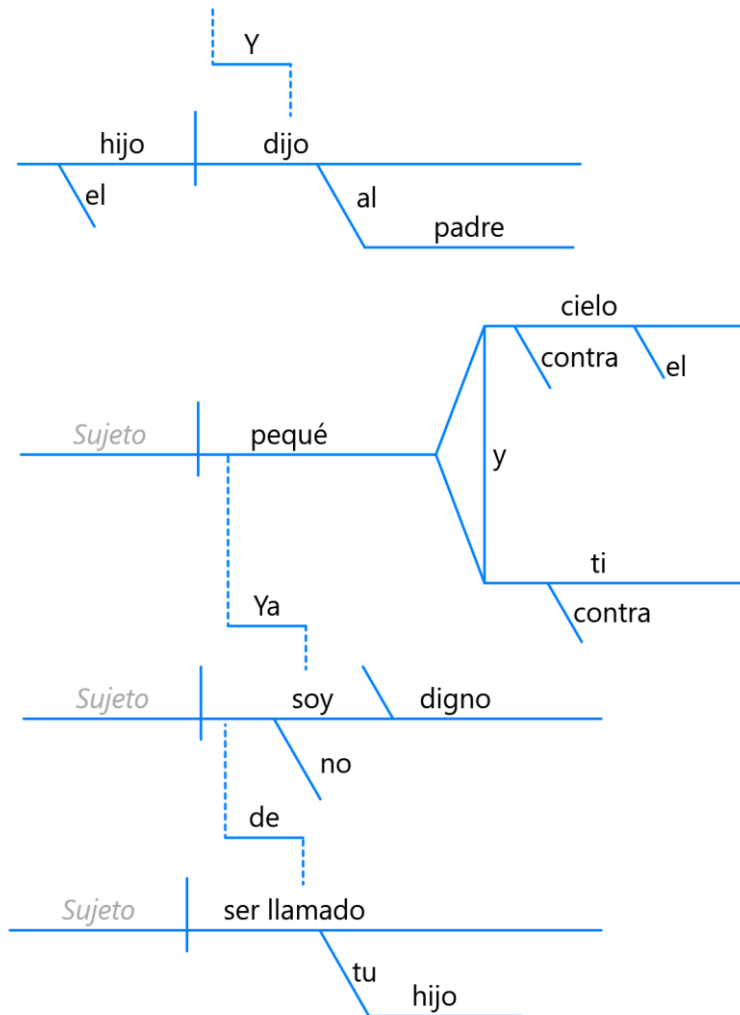 Y
hijo dijo
el al
padre
cielo
contra el
Sujeto pequé
y
ti
contra
Ya
Sujeto soy digno
no
de
Sujeto ser llamado
tu
hijo